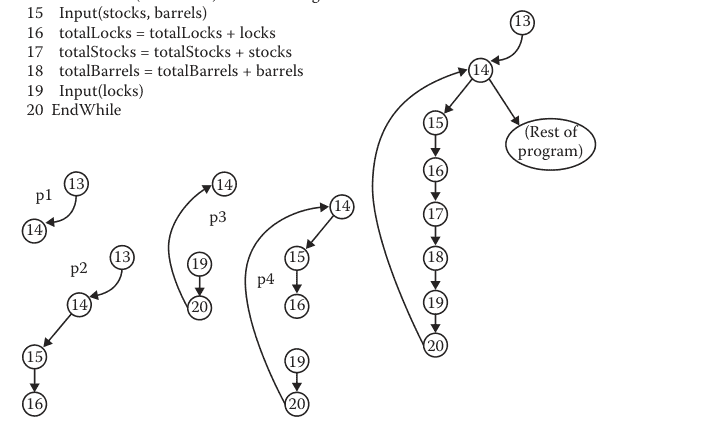 15 Input(stocks, barrels)
16 totalLocks = totalLocks + locks
17 totalStocks = totalStocks + stocks
18 totalBarrels = totalBarrels + barrels
19 Input(locks)
20 EndWhile
13
14
15
16
17
18
19
20
(Rest of
program)
p1
13
14
p2
13
14
15
16
p3
14
19
20
p4
14
15
16
19
20